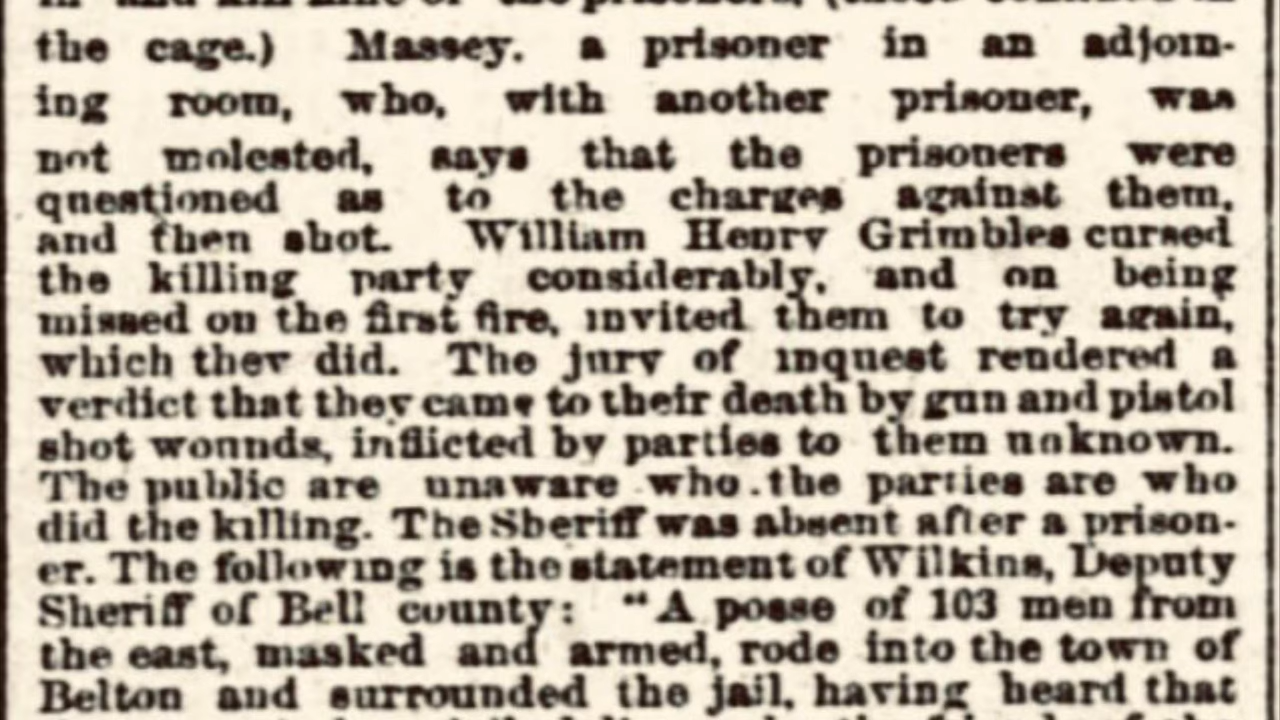 the cage.) Massey, a prisoner in an adjoin-
ing room, who, with another prisoner, was
not molested, says that the prisoners were
questioned as to the charges against them,
and then shot. William Henry Grimbles cursed
the killing party considerably, and on being
missed on the first fire, invited them to try again,
which they did. The jury of inquest rendered a
verdict that they came to their death by gun and pistol
shot wounds, inflicted by parties to them unknown.
The public are unaware who the parties are who
did the killing. The Sheriff was absent after a prison-
er. The following is the statement of Wilkins, Deputy
Sheriff of Bell county: "A posse of 103 men from
the east, masked and armed, rode into the town of
Belton and surrounded the jail, having heard that